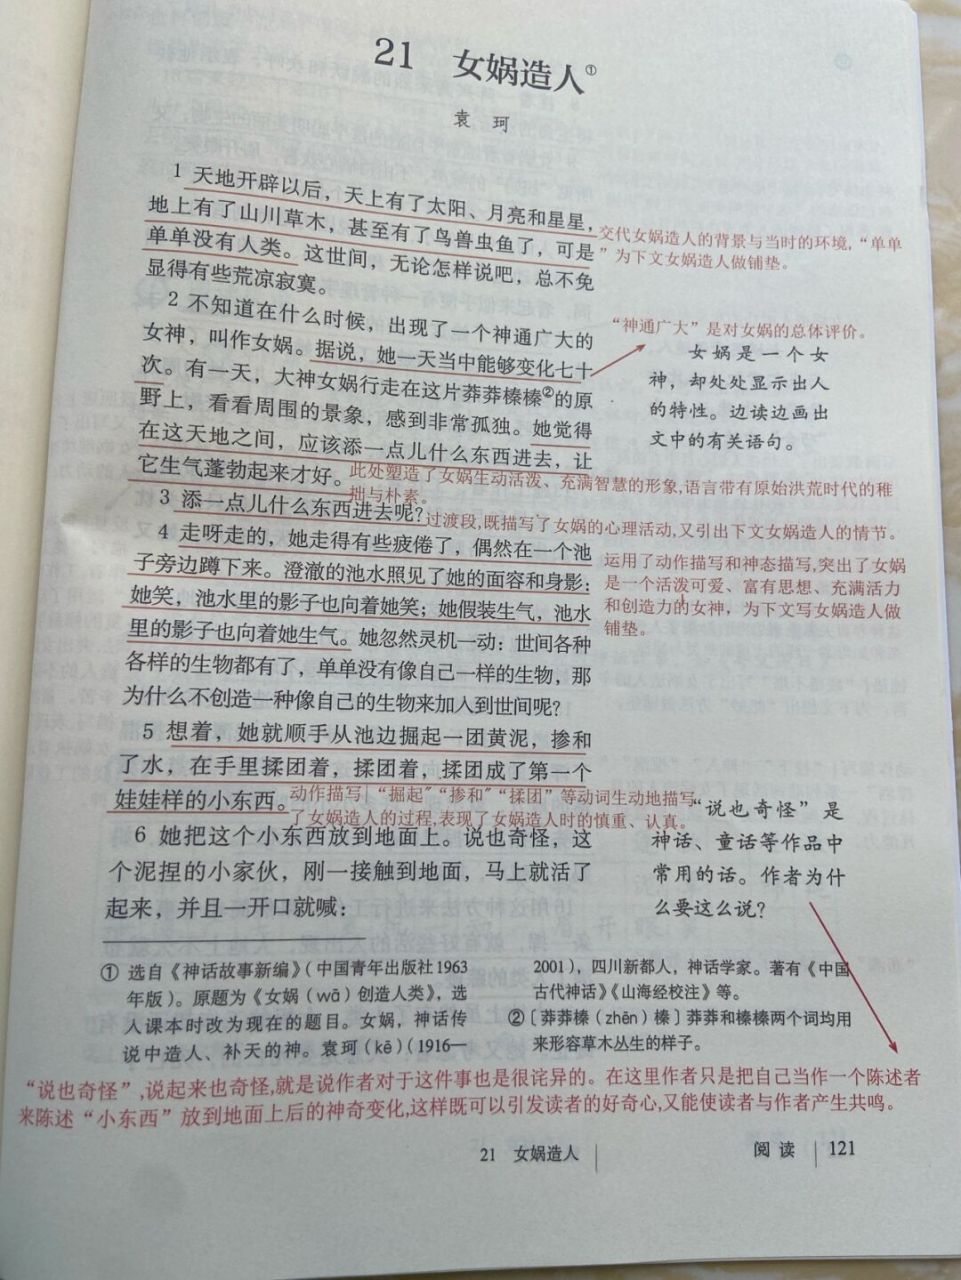 21 女娲造人①
袁 珂
1 天地开辟以后，天上有了太阳、月亮和星星，
地上有了山川草木，甚至有了鸟兽虫鱼了，可是
单单没有人类。这世间，无论怎样说吧，总不免
显得有些荒凉寂寞。
交代女娲造人的背景与当时的环境，“单单
”为下文女娲造人做铺垫。
2 不知道在什么时候，出现了一个神通广大的
女神，叫作女娲。据说，她一天当中能够变化七十
次。有一天，大神女娲行走在这片莽莽榛榛②的原
野上，看看周围的景象，感到非常孤独。她觉得
在这天地之间，应该添一点儿什么东西进去，让
它生气蓬勃起来才好。
“神通广大”是对女娲的总体评价。
女娲是一个女
神，却处处显示出人
的特性。边读边画出
文中的有关语句。
此处塑造了女娲生动活泼、充满智慧的形象,语言带有原始洪荒时代的稚
拙与朴素。
3 添一点儿什么东西进去呢?
过渡段,既描写了女娲的心理活动,又引出下文女娲造人的情节。
4 走呀走的，她走得有些疲倦了，偶然在一个池
子旁边蹲下来。澄澈的池水照见了她的面容和身影：
她笑，池水里的影子也向着她笑；她假装生气，池水
里的影子也向着她生气。她忽然灵机一动：世间各种
各样的生物都有了，单单没有像自己一样的生物，那
为什么不创造一种像自己的生物来加入到世间呢?
运用了动作描写和神态描写,突出了女娲
是一个活泼可爱、富有思想、充满活力
和创造力的女神，为下文写女娲造人做
铺垫。
5 想着，她就顺手从池边掘起一团黄泥，掺和
了水，在手里揉团着，揉团着，揉团成了第一个
娃娃样的小东西。
动作描写|“掘起”“掺和”“揉团”等动词生动地描写
了女娲造人的过程,表现了女娲造人时的慎重、认真。
6 她把这个小东西放到地面上。说也奇怪，这
个泥捏的小家伙，刚一接触到地面，马上就活了
起来，并且一开口就喊：
“说也奇怪”是
神话、童话等作品中
常用的话。作者为什
么要这么说?
① 选自《神话故事新编》（中国青年出版社1963
年版）。原题为《女娲（wā）创造人类》，选
入课本时改为现在的题目。女娲，神话传
说中造人、补天的神。袁珂（kē）（1916—
2001），四川新都人，神话学家。著有《中国
古代神话》《山海经校注》等。
② 〔莽莽榛（zhēn）榛〕莽莽和榛榛两个词均用
来形容草木丛生的样子。
“说也奇怪”,说起来也奇怪,就是说作者对于这件事也是很诧异的。在这里作者只是把自己当作一个陈述者
来陈述“小东西”放到地面上后的神奇变化,这样既可以引发读者的好奇心,又能使读者与作者产生共鸣。
21 女娲造人
阅读 121